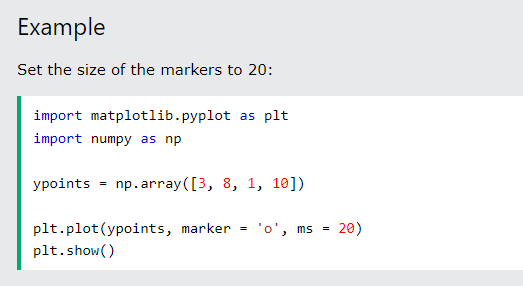 Example
Set the size of the markers to 20:
import matplotlib.pyplot as plt
import numpy as np
ypoints = np.array([3, 8, 1, 10])
plt.plot(ypoints, marker = 'o', ms = 20)
plt.show()